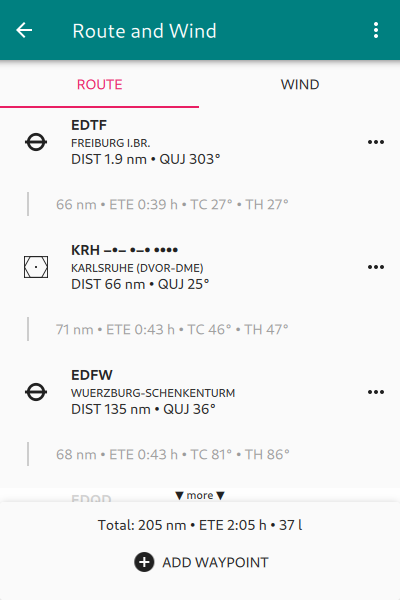 Route and Wind
ROUTE
WIND
EDTF
FREIBURG I.BR.
DIST 1.9 nm • QUJ 303°
66 nm • ETE 0:39 h • TC 27° • TH 27°
KRH –•– •–• ••••
KARLSRUHE (DVOR-DME)
DIST 66 nm • QUJ 25°
71 nm • ETE 0:43 h • TC 46° • TH 47°
EDFW
WUERZBURG-SCHENKENTURM
DIST 135 nm • QUJ 36°
68 nm • ETE 0:43 h • TC 81° • TH 86°
▼ more ▼
Total: 205 nm • ETE 2:05 h • 37 l
ADD WAYPOINT